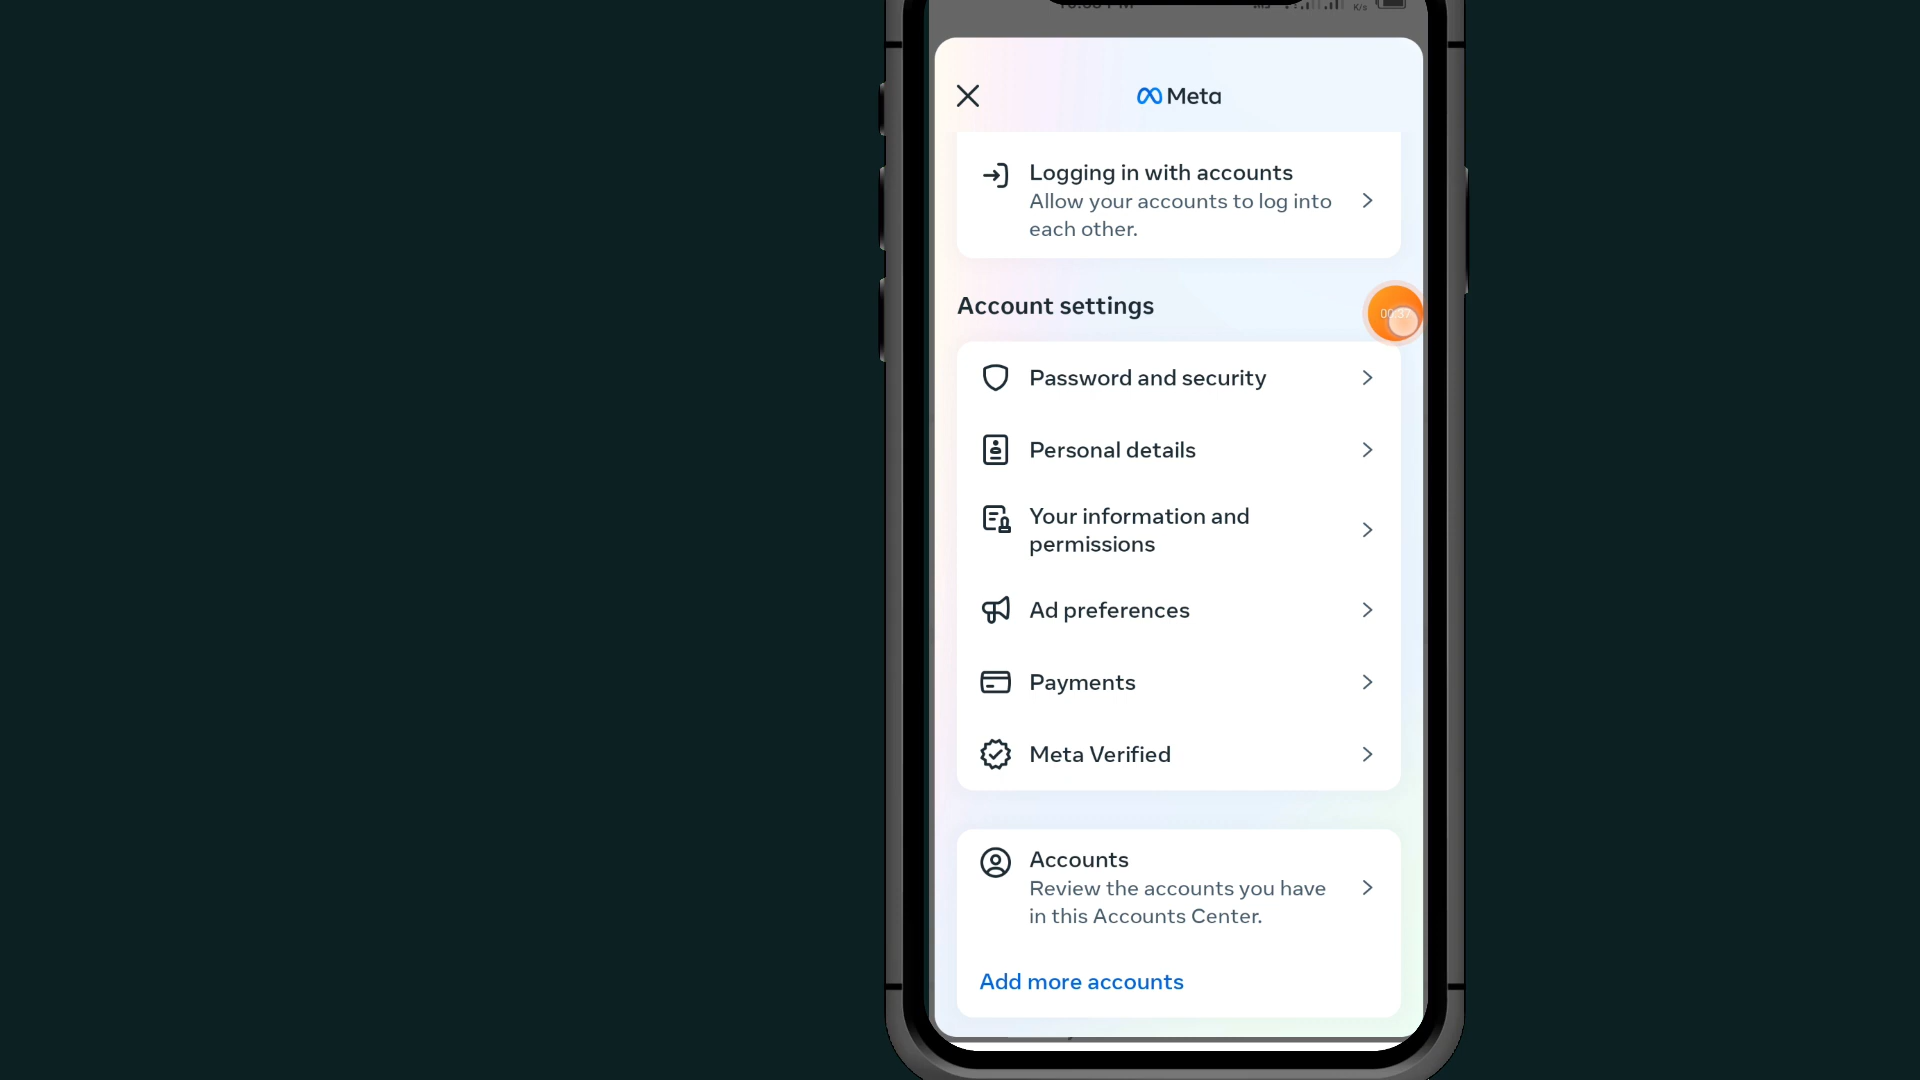 Meta
Logging in with accounts
Allow your accounts to log into
each other.
Account settings
00:37
Password and security
Personal details
Your information and
permissions
Ad preferences
Payments
Meta Verified
Accounts
Review the accounts you have
in this Accounts Center.
Add more accounts